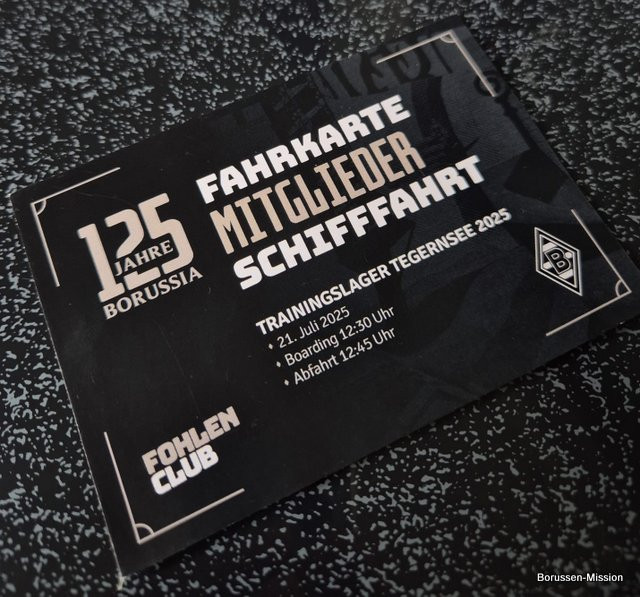 125
JAHRE
BORUSSIA
FAHRKARTE
MITGLIEDER
SCHIFFFAHRT
TRAININGSLAGER TEGERNSEE 2025
• 21. Juli 2025
• Boarding 12:30 Uhr
• Abfahrt 12:45 Uhr
B
FOHLEN
CLUB
Borussen-Mission